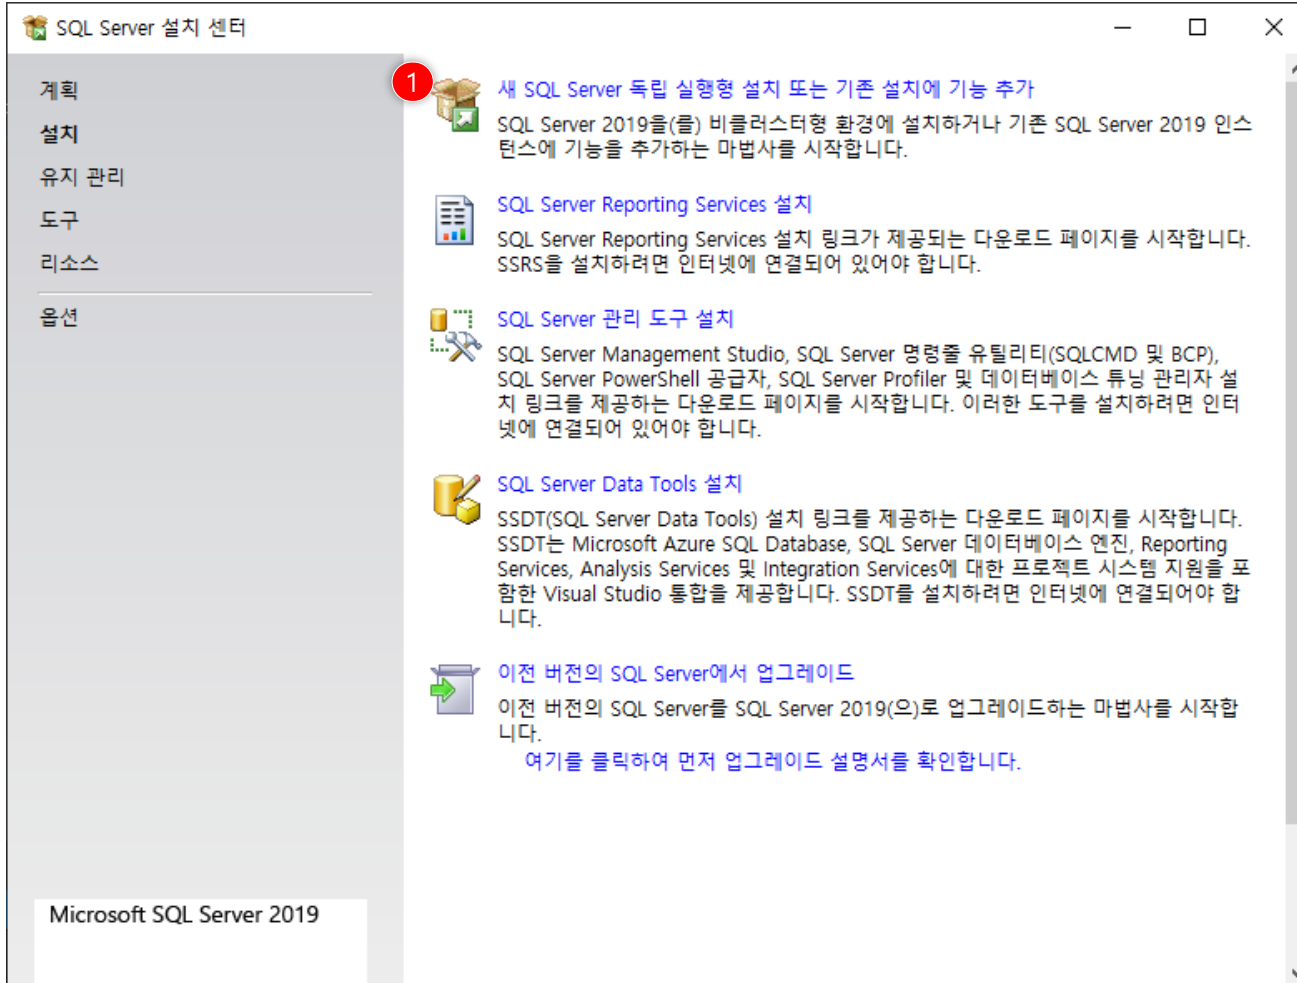 SQL Server 설치 센터
계획
설치
유지 관리
도구
리소스
옵션
Microsoft SQL Server 2019
1
새 SQL Server 독립 실행형 설치 또는 기존 설치에 기능 추가
SQL Server 2019을(를) 비클러스터형 환경에 설치하거나 기존 SQL Server 2019 인스
턴스에 기능을 추가하는 마법사를 시작합니다.
SQL Server Reporting Services 설치
SQL Server Reporting Services 설치 링크가 제공되는 다운로드 페이지를 시작합니다.
SSRS을 설치하려면 인터넷에 연결되어 있어야 합니다.
SQL Server 관리 도구 설치
SQL Server Management Studio, SQL Server 명령줄 유틸리티(SQLCMD 및 BCP),
SQL Server PowerShell 공급자, SQL Server Profiler 및 데이터베이스 튜닝 관리자 설
치 링크를 제공하는 다운로드 페이지를 시작합니다. 이러한 도구를 설치하려면 인터
넷에 연결되어 있어야 합니다.
SQL Server Data Tools 설치
SSDT(SQL Server Data Tools) 설치 링크를 제공하는 다운로드 페이지를 시작합니다.
SSDT는 Microsoft Azure SQL Database, SQL Server 데이터베이스 엔진, Reporting
Services, Analysis Services 및 Integration Services에 대한 프로젝트 시스템 지원을 포
함한 Visual Studio 통합을 제공합니다. SSDT를 설치하려면 인터넷에 연결되어야 합
니다.
이전 버전의 SQL Server에서 업그레이드
이전 버전의 SQL Server를 SQL Server 2019(으)로 업그레이드하는 마법사를 시작합
니다.
여기를 클릭하여 먼저 업그레이드 설명서를 확인합니다.